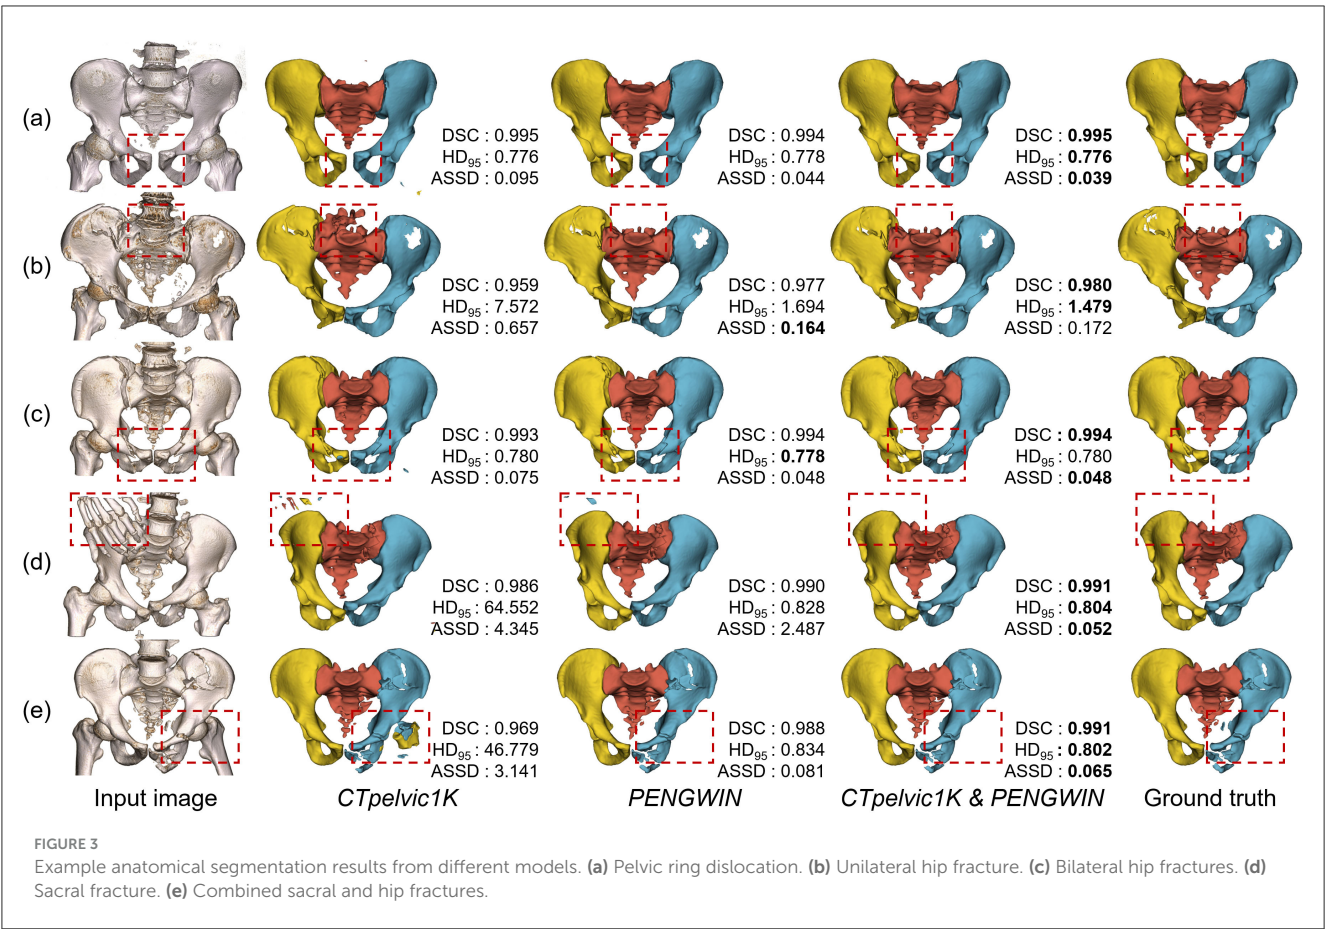 (a)
DSC : 0.995
HD95 : 0.776
ASSD : 0.095
DSC : 0.994
HD95 : 0.778
ASSD : 0.044
DSC : 0.995
HD95 : 0.776
ASSD : 0.039
(b)
DSC : 0.959
HD95 : 7.572
ASSD : 0.657
DSC : 0.977
HD95 : 1.694
ASSD : 0.164
DSC : 0.980
HD95 : 1.479
ASSD : 0.172
(c)
DSC : 0.993
HD95 : 0.780
ASSD : 0.075
DSC : 0.994
HD95 : 0.778
ASSD : 0.048
DSC : 0.994
HD95 : 0.780
ASSD : 0.048
(d)
DSC : 0.986
HD95 : 64.552
ASSD : 4.345
DSC : 0.990
HD95 : 0.828
ASSD : 2.487
DSC : 0.991
HD95 : 0.804
ASSD : 0.052
(e)
DSC : 0.969
HD95 : 46.779
ASSD : 3.141
DSC : 0.988
HD95 : 0.834
ASSD : 0.081
DSC : 0.991
HD95 : 0.802
ASSD : 0.065
Input image
CTpelvic1K
PENGWIN
CTpelvic1K & PENGWIN
Ground truth
FIGURE 3
Example anatomical segmentation results from different models. (a) Pelvic ring dislocation. (b) Unilateral hip fracture. (c) Bilateral hip fractures. (d)
Sacral fracture. (e) Combined sacral and hip fractures.